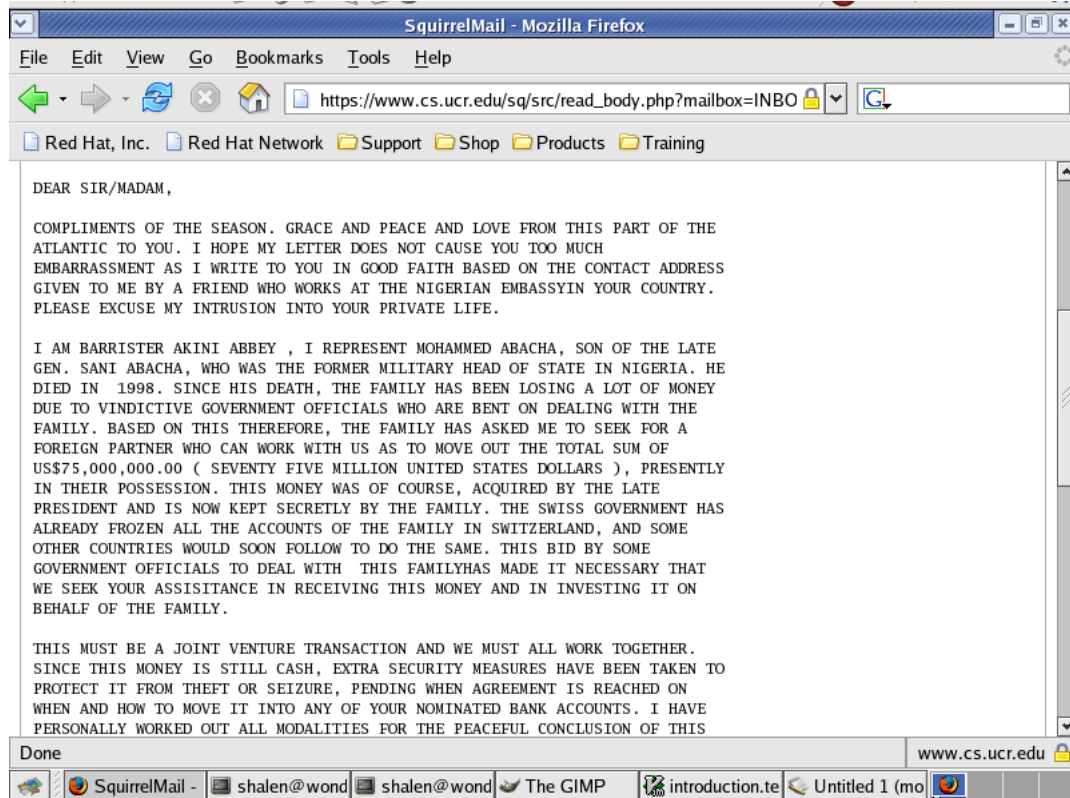 SquirrelMail - Mozilla Firefox
File Edit View Go Bookmarks Tools Help
https://www.cs.ucr.edu/sq/src/read_body.php?mailbox=INBO
Red Hat, Inc. Red Hat Network Support Shop Products Training
DEAR SIR/MADAM,
COMPLIMENTS OF THE SEASON. GRACE AND PEACE AND LOVE FROM THIS PART OF THE
ATLANTIC TO YOU. I HOPE MY LETTER DOES NOT CAUSE YOU TOO MUCH
EMBARRASSMENT AS I WRITE TO YOU IN GOOD FAITH BASED ON THE CONTACT ADDRESS
GIVEN TO ME BY A FRIEND WHO WORKS AT THE NIGERIAN EMBASSYIN YOUR COUNTRY.
PLEASE EXCUSE MY INTRUSION INTO YOUR PRIVATE LIFE.
I AM BARRISTER AKINI ABBEY , I REPRESENT MOHAMMED ABACHA, SON OF THE LATE
GEN. SANI ABACHA, WHO WAS THE FORMER MILITARY HEAD OF STATE IN NIGERIA. HE
DIED IN  1998. SINCE HIS DEATH, THE FAMILY HAS BEEN LOSING A LOT OF MONEY
DUE TO VINDICTIVE GOVERNMENT OFFICIALS WHO ARE BENT ON DEALING WITH THE
FAMILY. BASED ON THIS THEREFORE, THE FAMILY HAS ASKED ME TO SEEK FOR A
FOREIGN PARTNER WHO CAN WORK WITH US AS TO MOVE OUT THE TOTAL SUM OF
US$75,000,000.00 ( SEVENTY FIVE MILLION UNITED STATES DOLLARS ), PRESENTLY
IN THEIR POSSESSION. THIS MONEY WAS OF COURSE, ACQUIRED BY THE LATE
PRESIDENT AND IS NOW KEPT SECRETLY BY THE FAMILY. THE SWISS GOVERNMENT HAS
ALREADY FROZEN ALL THE ACCOUNTS OF THE FAMILY IN SWITZERLAND, AND SOME
OTHER COUNTRIES WOULD SOON FOLLOW TO DO THE SAME. THIS BID BY SOME
GOVERNMENT OFFICIALS TO DEAL WITH  THIS FAMILYHAS MADE IT NECESSARY THAT
WE SEEK YOUR ASSISITANCE IN RECEIVING THIS MONEY AND IN INVESTING IT ON
BEHALF OF THE FAMILY.
THIS MUST BE A JOINT VENTURE TRANSACTION AND WE MUST ALL WORK TOGETHER.
SINCE THIS MONEY IS STILL CASH, EXTRA SECURITY MEASURES HAVE BEEN TAKEN TO
PROTECT IT FROM THEFT OR SEIZURE, PENDING WHEN AGREEMENT IS REACHED ON
WHEN AND HOW TO MOVE IT INTO ANY OF YOUR NOMINATED BANK ACCOUNTS. I HAVE
PERSONALLY WORKED OUT ALL MODALITIES FOR THE PEACEFUL CONCLUSION OF THIS
Done www.cs.ucr.edu
SquirrelMail - shalen@wond shalen@wond The GIMP introduction.te Untitled 1 (mo